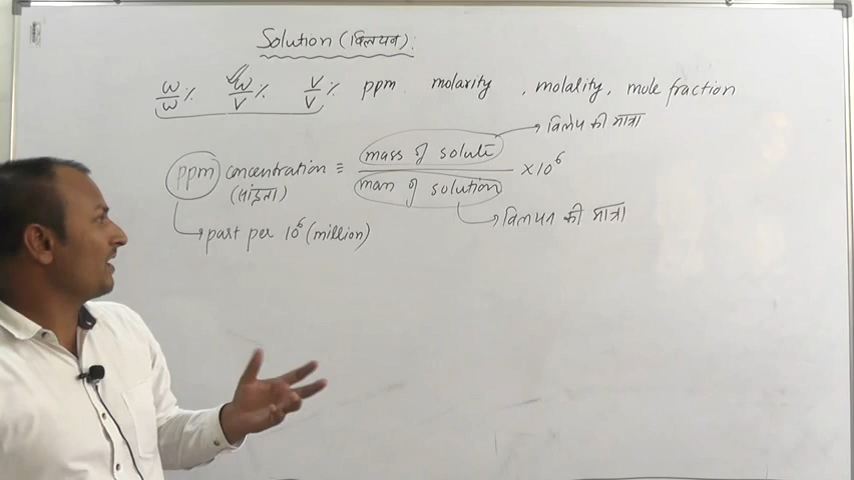 Solution (विलयन):
w/w % w/v % v/v % ppm. molarity , molality, mole fraction
→ विलेय की मात्रा
ppm concentration ≡ mass of solute / mass of solution × 10⁶
(सांद्रता)
→ विलयन की मात्रा
→ part per 10⁶ (million)